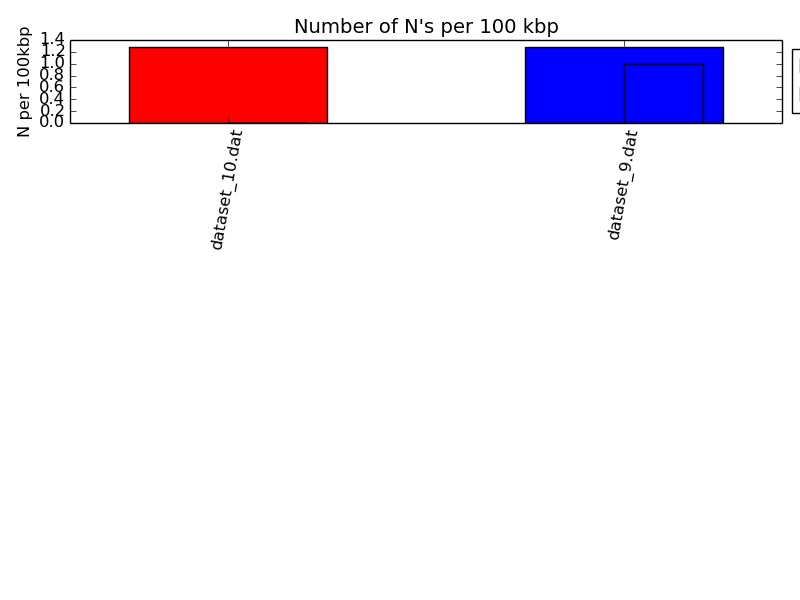 Number of N's per 100 kbp
N per 100kbp
1.4
1.2
1.0
0.8
0.6
0.4
0.2
0.0
dataset_10.dat
dataset_9.dat